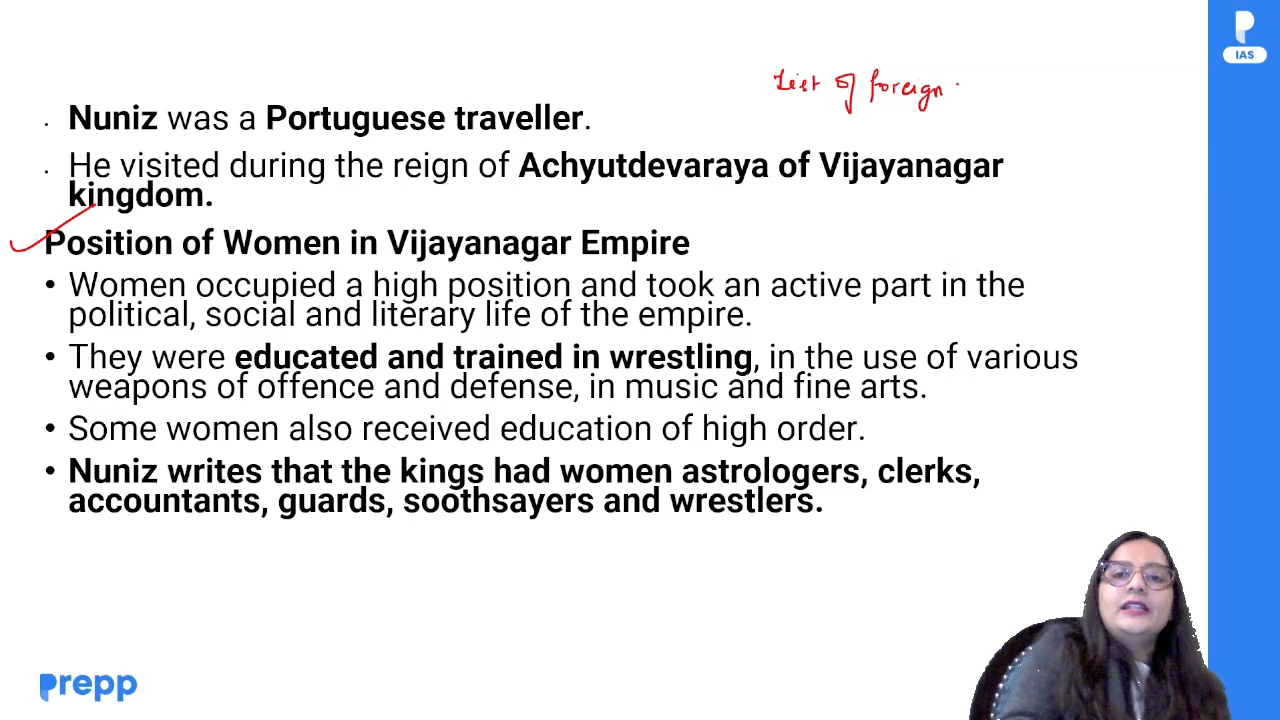 IAS
List of foreign
Nuniz was a Portuguese traveller.
He visited during the reign of Achyutdevaraya of Vijayanagar
kingdom.
Position of Women in Vijayanagar Empire
• Women occupied a high position and took an active part in the
political, social and literary life of the empire.
• They were educated and trained in wrestling, in the use of various
weapons of offence and defense, in music and fine arts.
• Some women also received education of high order.
• Nuniz writes that the kings had women astrologers, clerks,
accountants, guards, soothsayers and wrestlers.
prepp